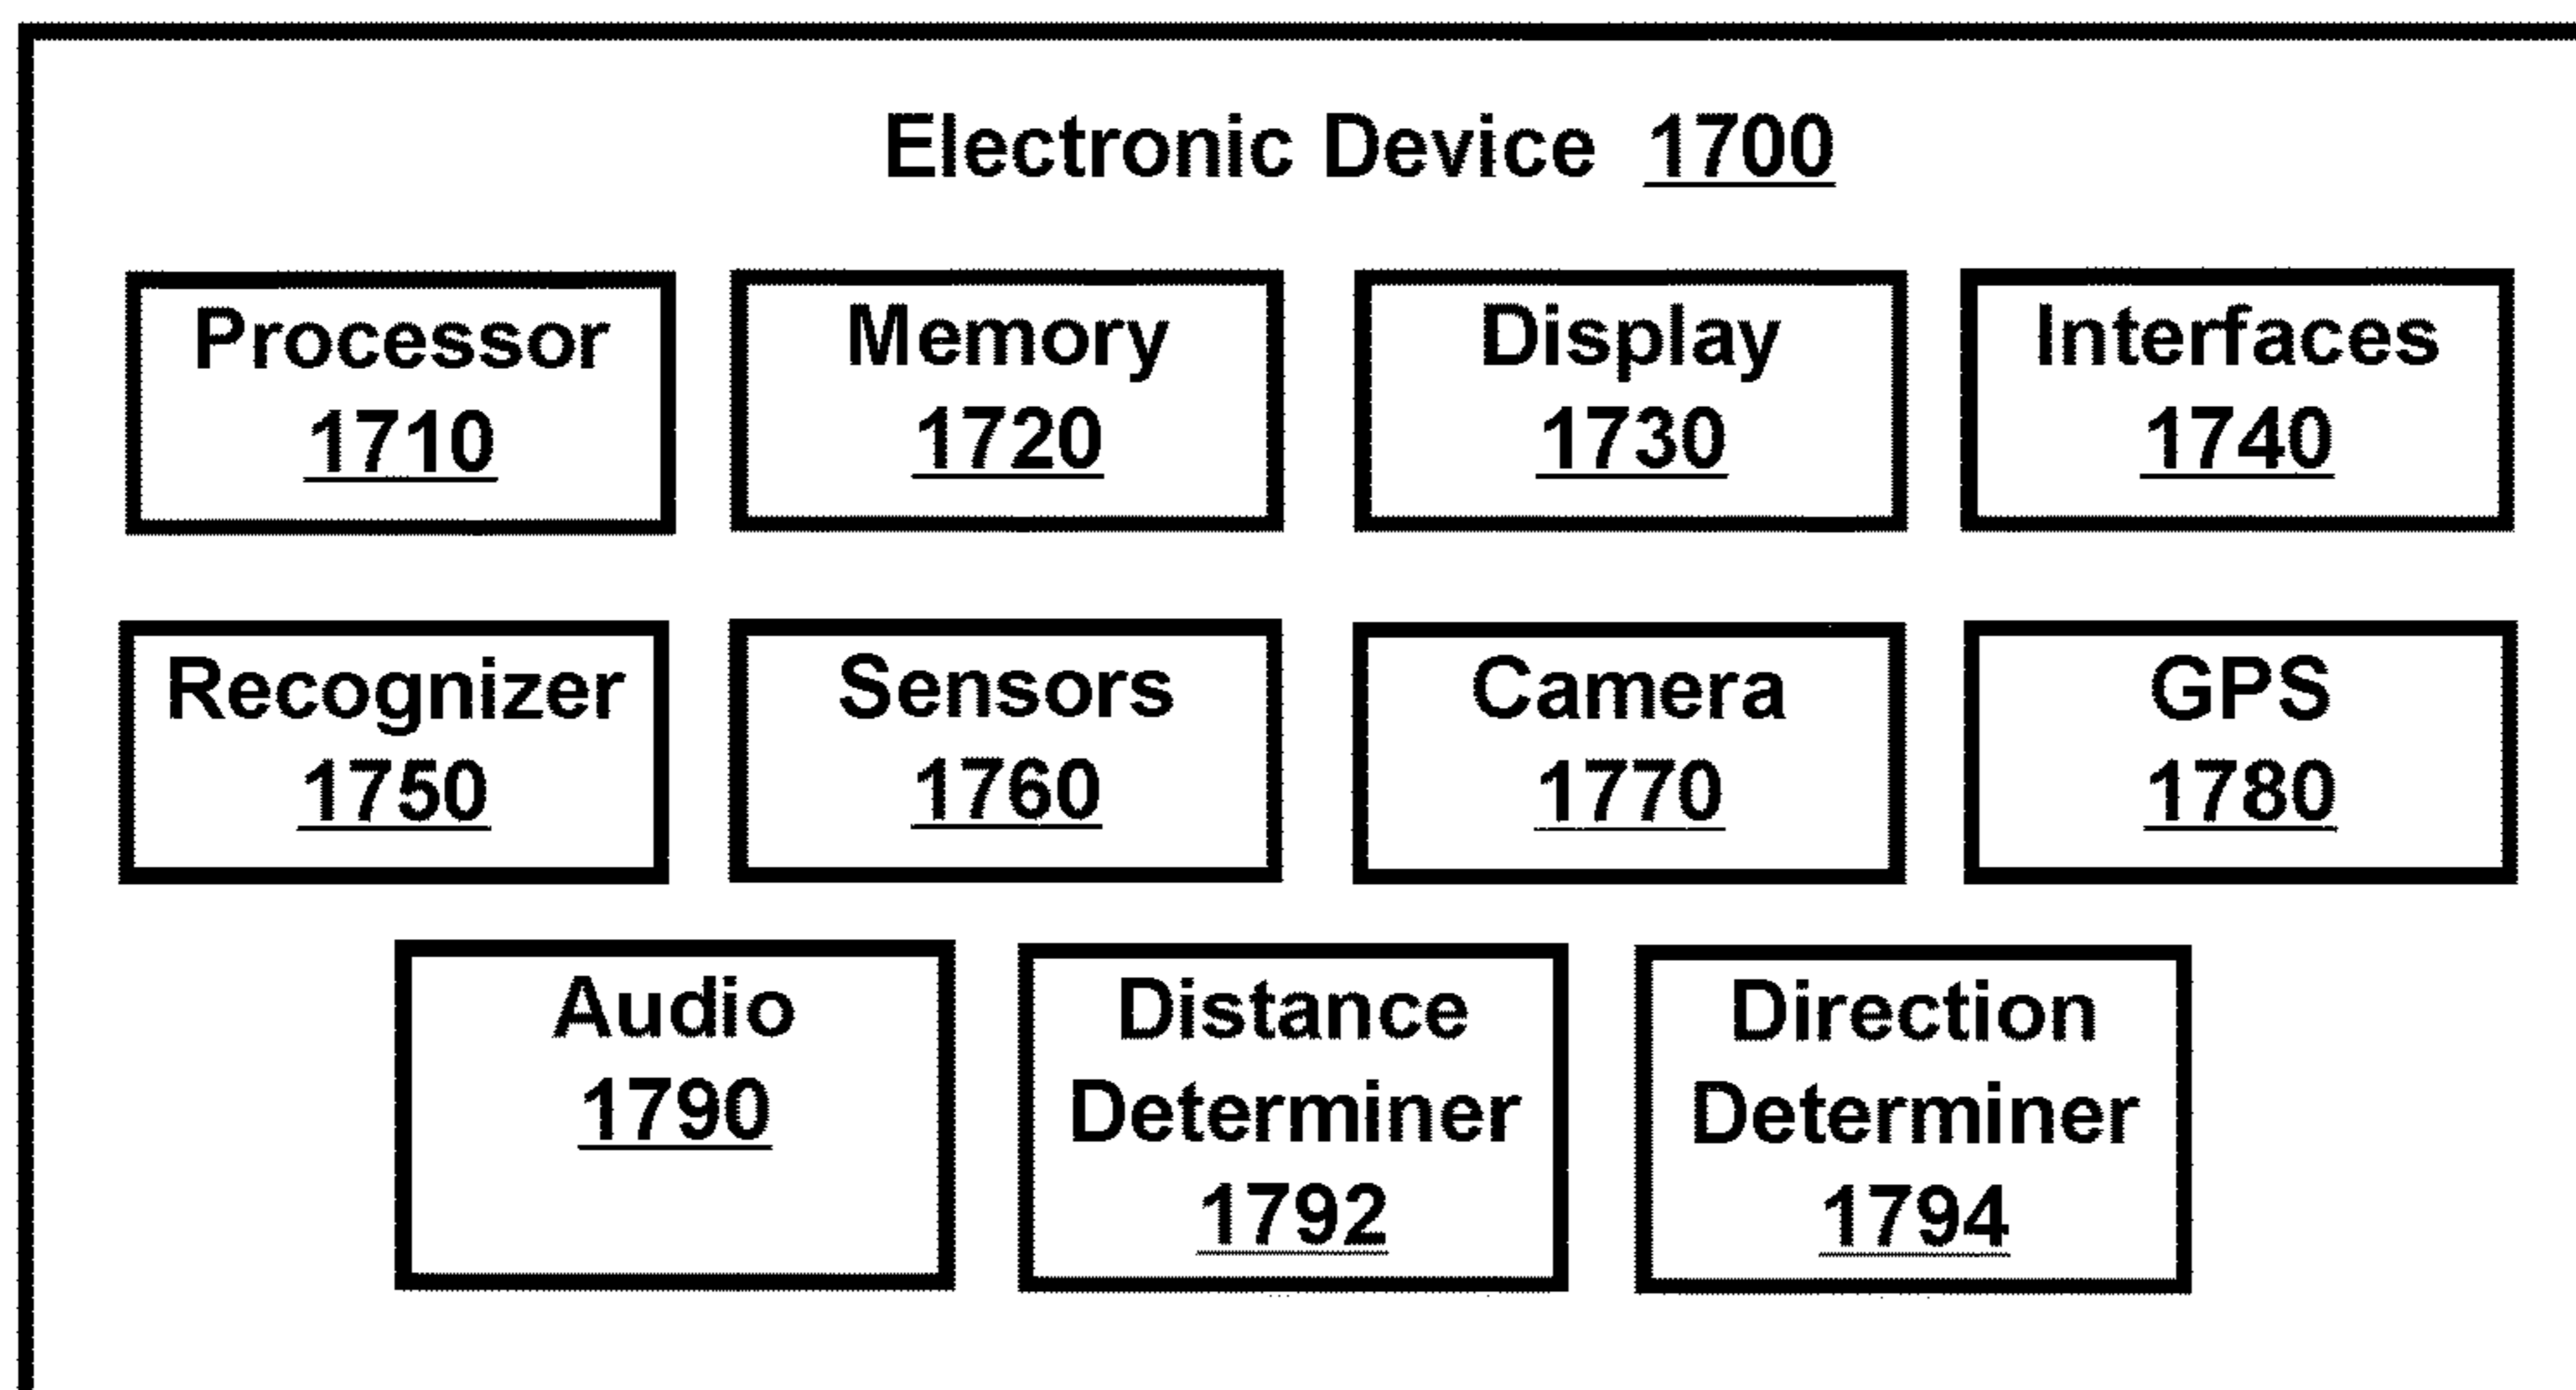 Electronic Device 1700
Processor
1710
Memory
1720
Display
1730
Interfaces
1740
Recognizer
1750
Sensors
1760
Camera
1770
GPS
1780
Audio
1790
Distance
Determiner
1792
Direction
Determiner
1794